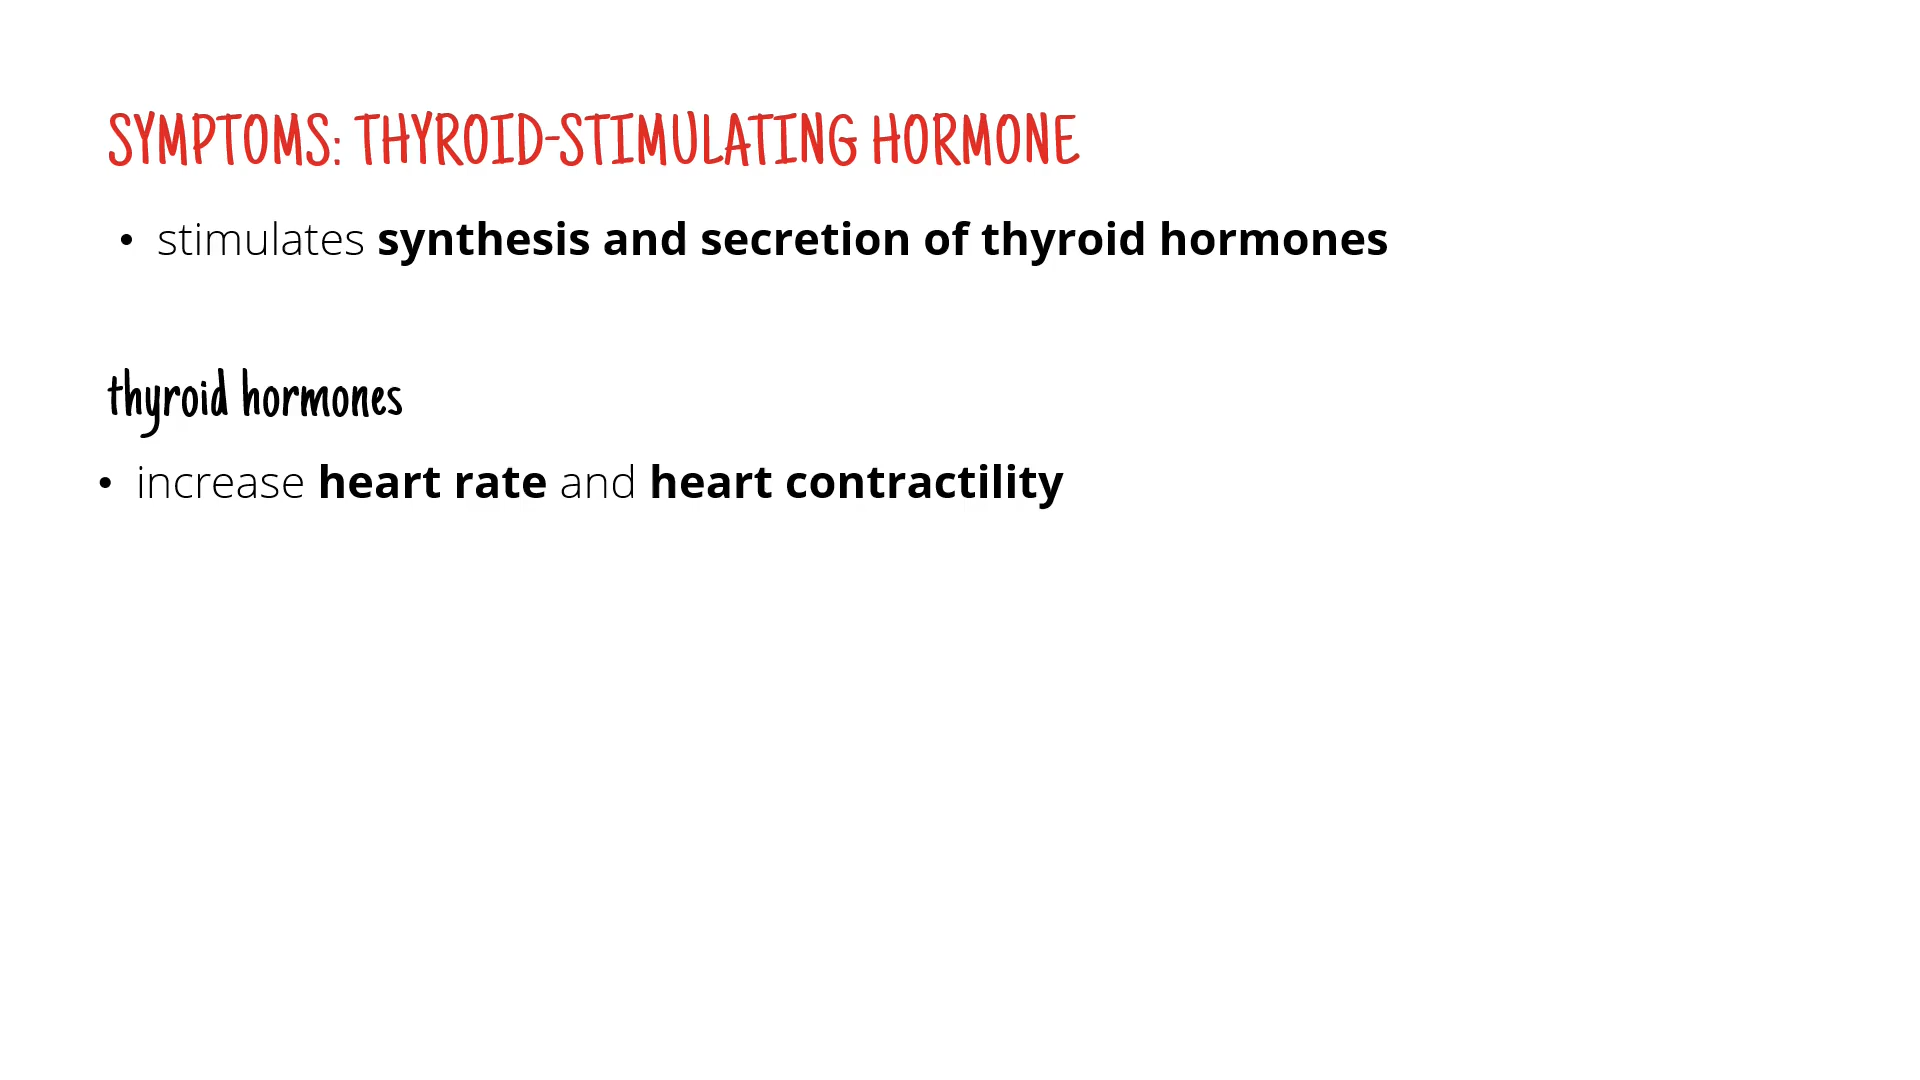 SYMPTOMS: THYROID-STIMULATING HORMONE
• stimulates synthesis and secretion of thyroid hormones
thyroid hormones
• increase heart rate and heart contractility